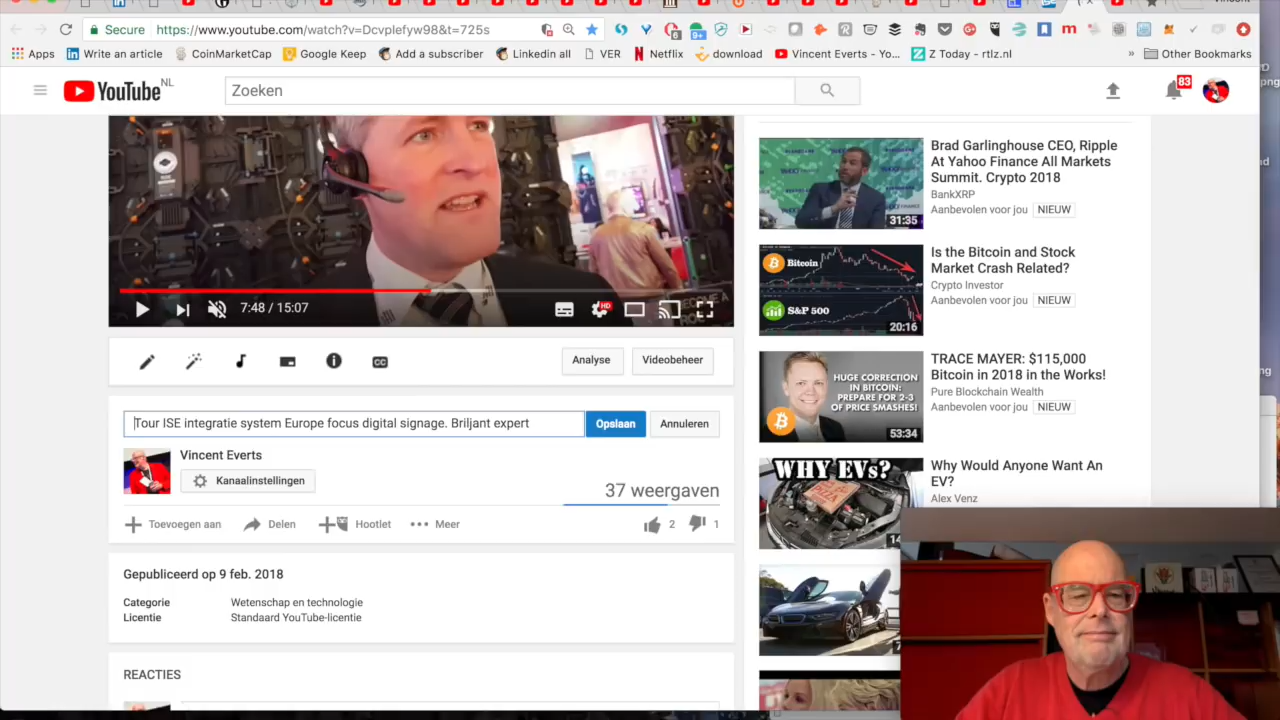 Secure https://www.youtube.com/watch?v=DcvpIefyw98&t=725s
9+
Apps Write an article CoinMarketCap Google Keep Add a subscriber Linkedin all VER Netflix download Vincent Everts - Yo... Z Today - rtlz.nl » Other Bookmarks
YouTube NL
Zoeken
83
7:48 / 15:07
HD
Analyse
Videobeheer
Tour ISE integratie system Europe focus digital signage. Briljant expert
Opslaan
Annuleren
Vincent Everts
Kanaalinstellingen
37 weergaven
Toevoegen aan
Delen
Hootlet
Meer
2
1
Gepubliceerd op 9 feb. 2018
Categorie Wetenschap en technologie
Licentie Standaard YouTube-licentie
REACTIES
31:35
Brad Garlinghouse CEO, Ripple
At Yahoo Finance All Markets
Summit. Crypto 2018
BankXRP
Aanbevolen voor jou NIEUW
Bitcoin
S&P 500
20:16
Is the Bitcoin and Stock
Market Crash Related?
Crypto Investor
Aanbevolen voor jou NIEUW
HUGE CORRECTION
IN BITCOIN:
PREPARE FOR 2-3
OF PRICE SMASHES!
53:34
TRACE MAYER: $115,000
Bitcoin in 2018 in the Works!
Pure Blockchain Wealth
Aanbevolen voor jou NIEUW
WHY EVs?
PIZZA
Why Would Anyone Want An
EV?
Alex Venz